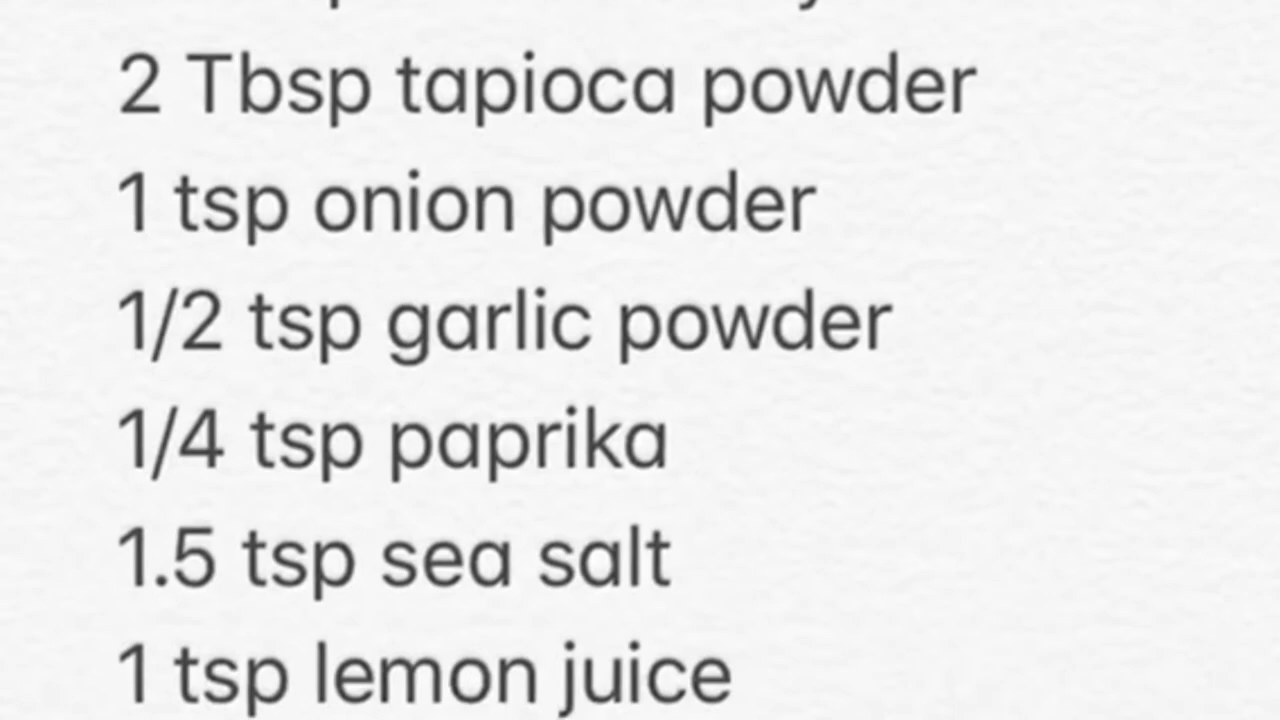 2 Tbsp tapioca powder
1 tsp onion powder
1/2 tsp garlic powder
1/4 tsp paprika
1.5 tsp sea salt
1 tsp lemon juice